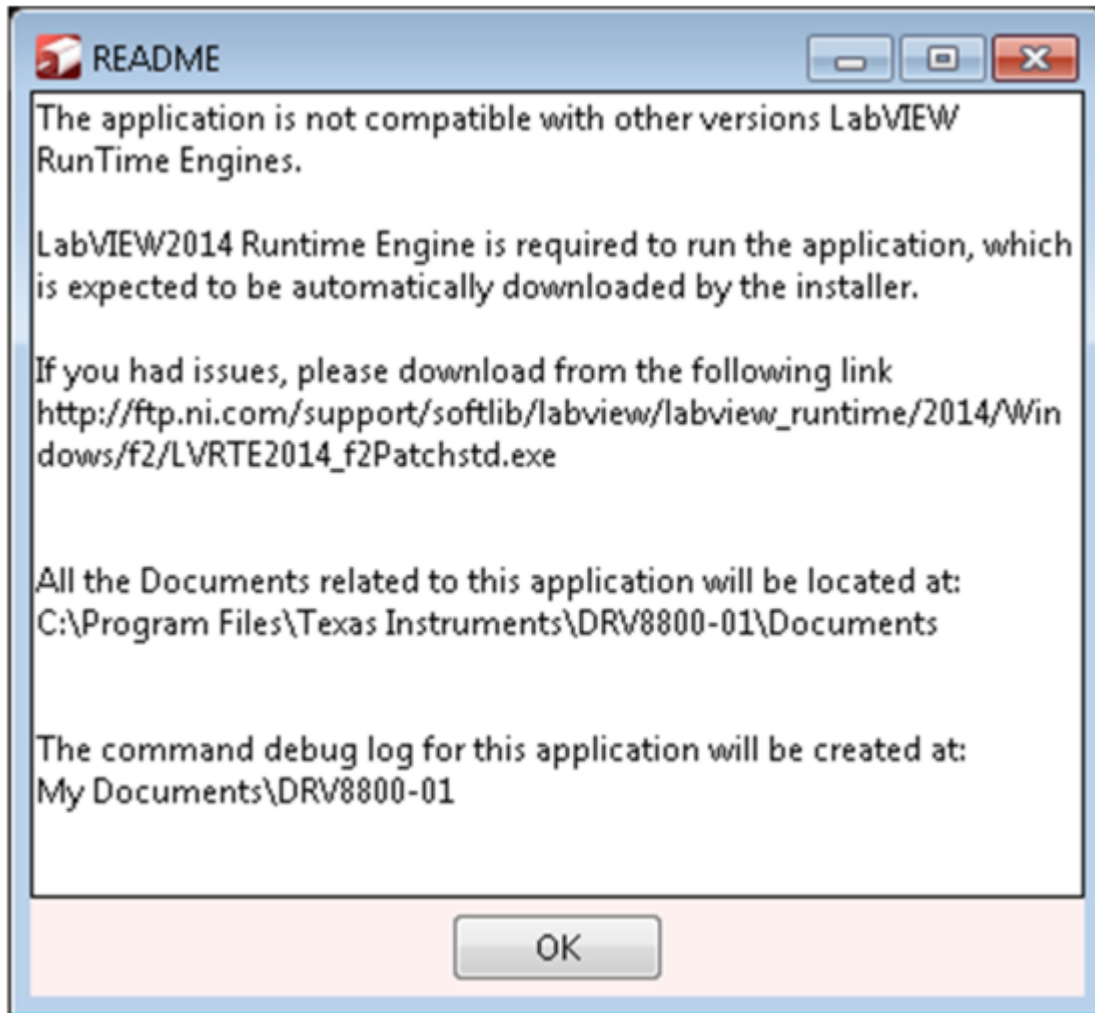 README
The application is not compatible with other versions LabVIEW
RunTime Engines.
LabVIEW2014 Runtime Engine is required to run the application, which
is expected to be automatically downloaded by the installer.
If you had issues, please download from the following link
http://ftp.ni.com/support/softlib/labview/labview_runtime/2014/Win
dows/f2/LVRTE2014_f2Patchstd.exe
All the Documents related to this application will be located at:
C:\Program Files\Texas Instruments\DRV8800-01\Documents
The command debug log for this application will be created at:
My Documents\DRV8800-01
OK